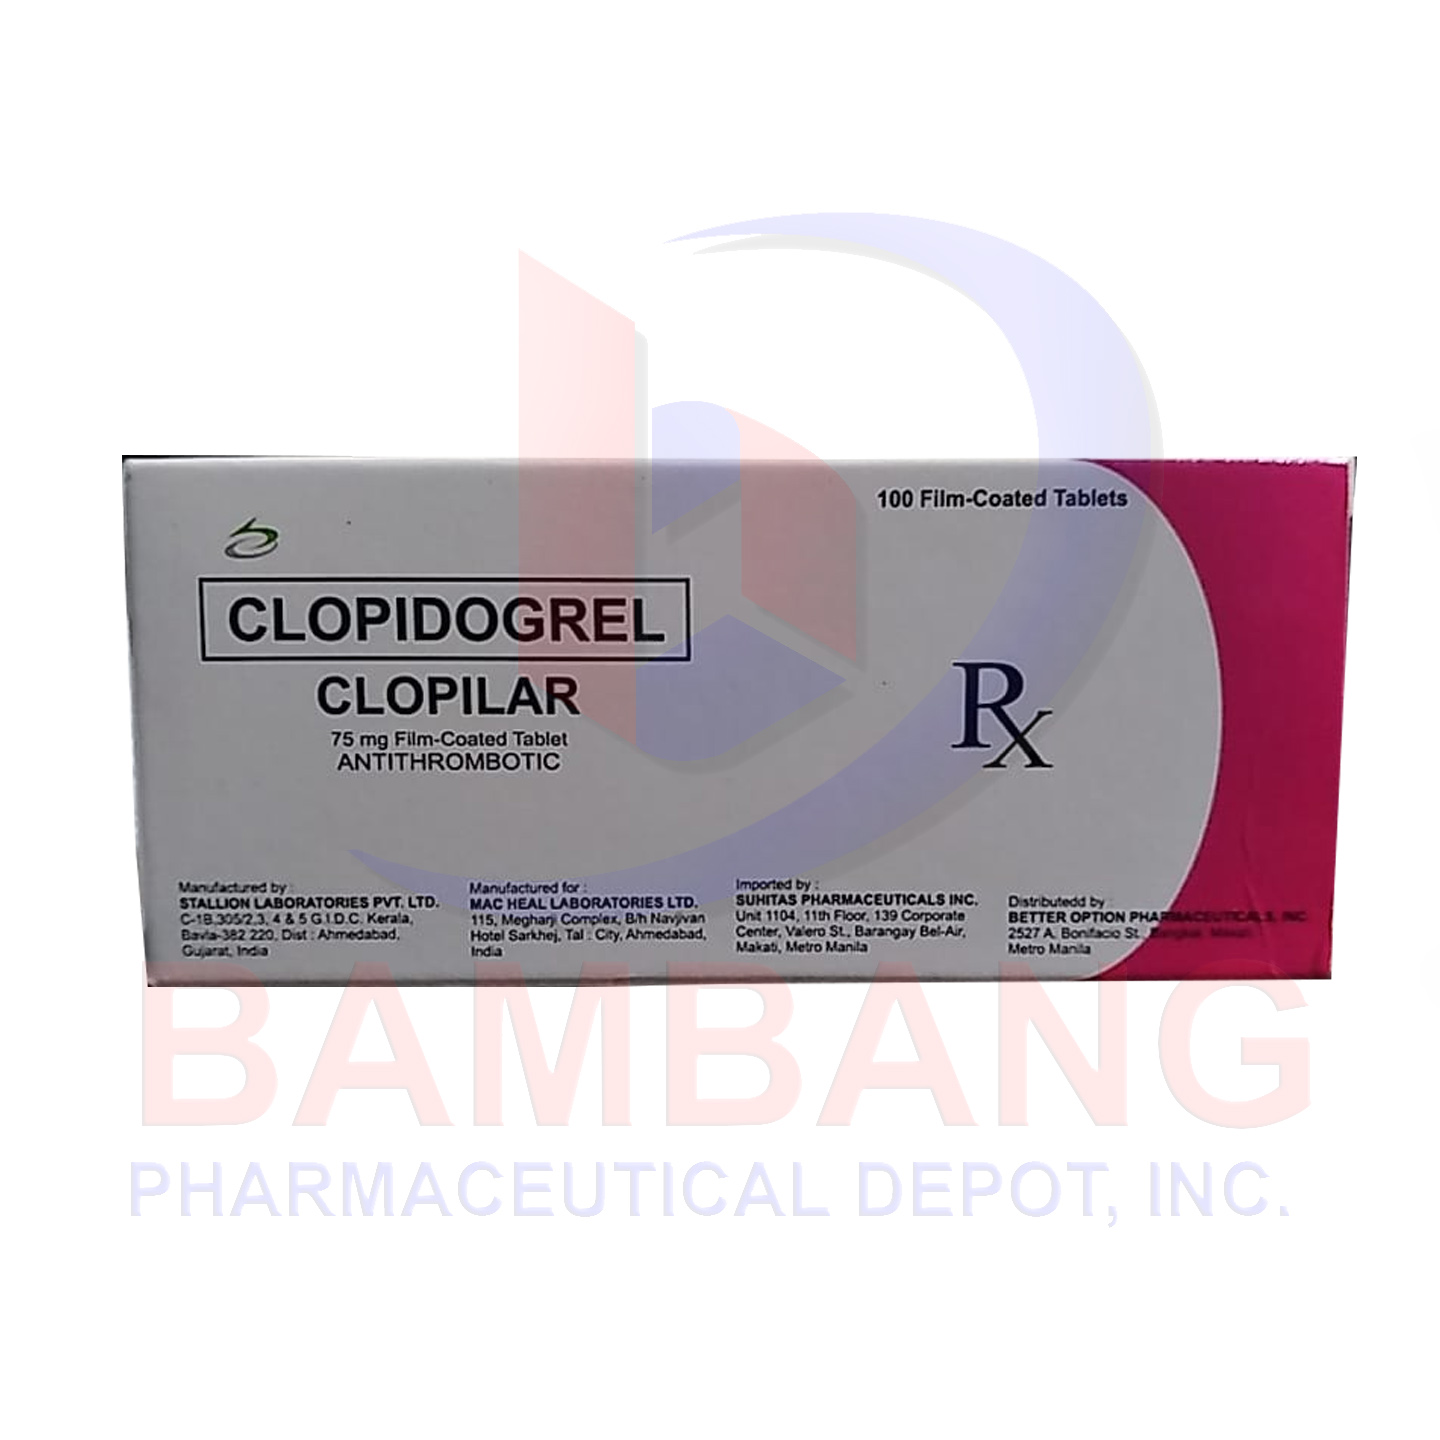 100 Film-Coated Tablets
CLOPIDOGREL
CLOPILAR
75 mg Film-Coated Tablet
ANTITHROMBOTIC
Rx
Manufactured by :
STALLION LABORATORIES PVT. LTD.
C-1B,305/2,3, 4 & 5 G.I.D.C. Kerala,
Bavla-382 220, Dist : Ahmedabad,
Gujarat, India
Manufactured for :
MAC HEAL LABORATORIES LTD.
115, Megharji Complex, B/h Navjivan
Hotel Sarkhej, Tal : City, Ahmedabad,
India
Imported by :
SUHITAS PHARMACEUTICALS INC.
Unit 1104, 11th Floor, 139 Corporate
Center, Valero St., Barangay Bel-Air,
Makati, Metro Manila
Distributedd by :
BETTER OPTION PHARMACEUTICALS, INC
2527 A. Bonifacio St.,
Metro Manila
BAMBANG
PHARMACEUTICAL DEPOT, INC.